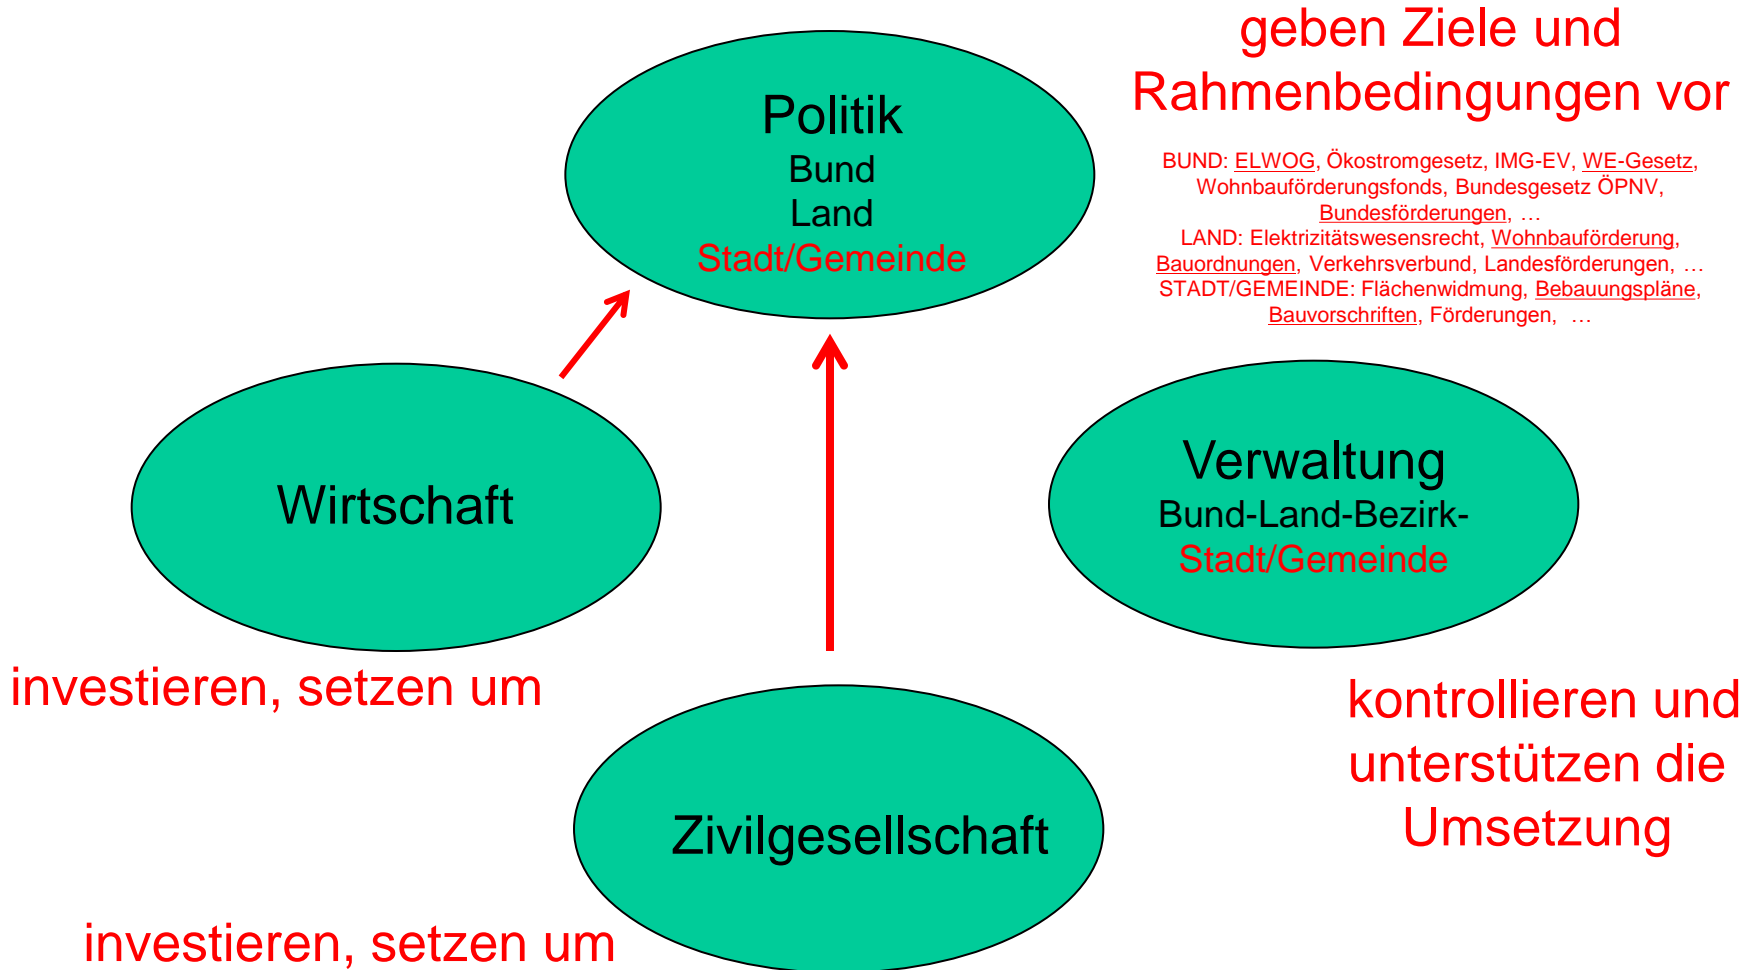 geben Ziele und
Rahmenbedingungen vor
Politik
Bund
Land
Stadt/Gemeinde
BUND: ELWOG, Ökostromgesetz, IMG-EV, WE-Gesetz,
Wohnbauförderungsfonds, Bundesgesetz ÖPNV,
Bundesförderungen, …
LAND: Elektrizitätswesensrecht, Wohnbauförderung,
Bauordnungen, Verkehrsverbund, Landesförderungen, …
STADT/GEMEINDE: Flächenwidmung, Bebauungspläne,
Bauvorschriften, Förderungen, …
Wirtschaft
Verwaltung
Bund-Land-Bezirk-
Stadt/Gemeinde
investieren, setzen um
kontrollieren und
unterstützen die
Umsetzung
Zivilgesellschaft
investieren, setzen um